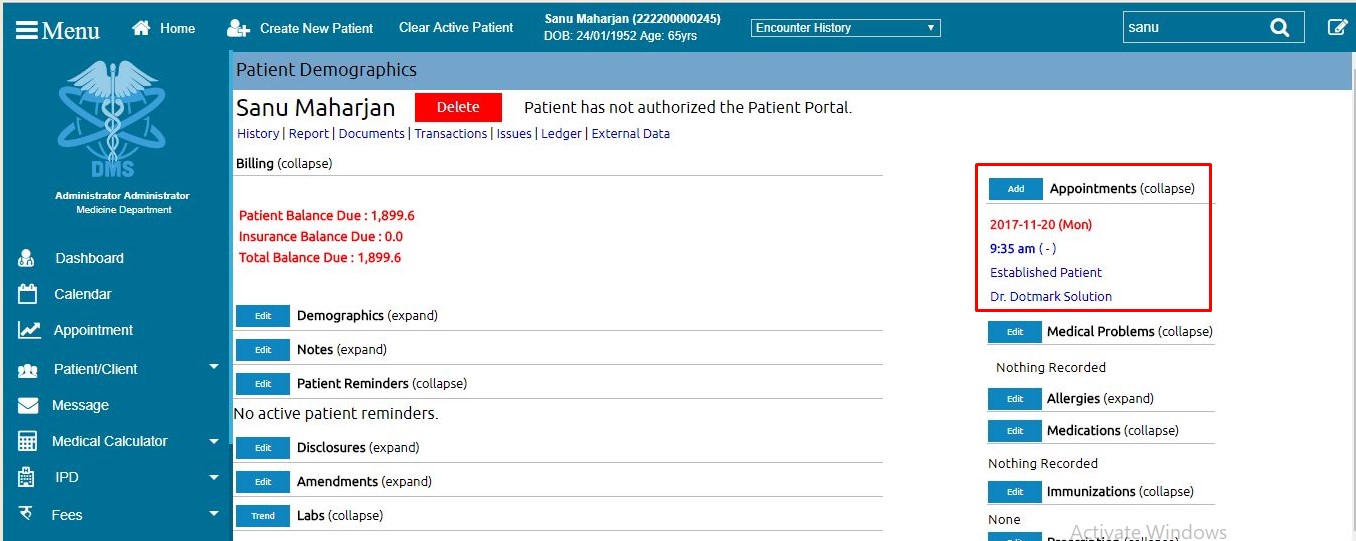 Menu
Home
Create New Patient
Clear Active Patient
Sanu Maharjan (222200000245)
DOB: 24/01/1952 Age: 65yrs
Encounter History
sanu
DMS
Administrator Administrator
Medicine Department
Dashboard
Calendar
Appointment
Patient/Client
Message
Medical Calculator
IPD
Fees
Patient Demographics
Sanu Maharjan Delete Patient has not authorized the Patient Portal.
History | Report | Documents | Transactions | Issues | Ledger | External Data
Billing (collapse)
Patient Balance Due : 1,899.6
Insurance Balance Due : 0.0
Total Balance Due : 1,899.6
Edit Demographics (expand)
Edit Notes (expand)
Edit Patient Reminders (collapse)
No active patient reminders.
Edit Disclosures (expand)
Edit Amendments (expand)
Trend Labs (collapse)
Add Appointments (collapse)
2017-11-20 (Mon)
9:35 am ( - )
Established Patient
Dr. Dotmark Solution
Edit Medical Problems (collapse)
Nothing Recorded
Edit Allergies (expand)
Edit Medications (collapse)
Nothing Recorded
Edit Immunizations (collapse)
None
Activate Windows